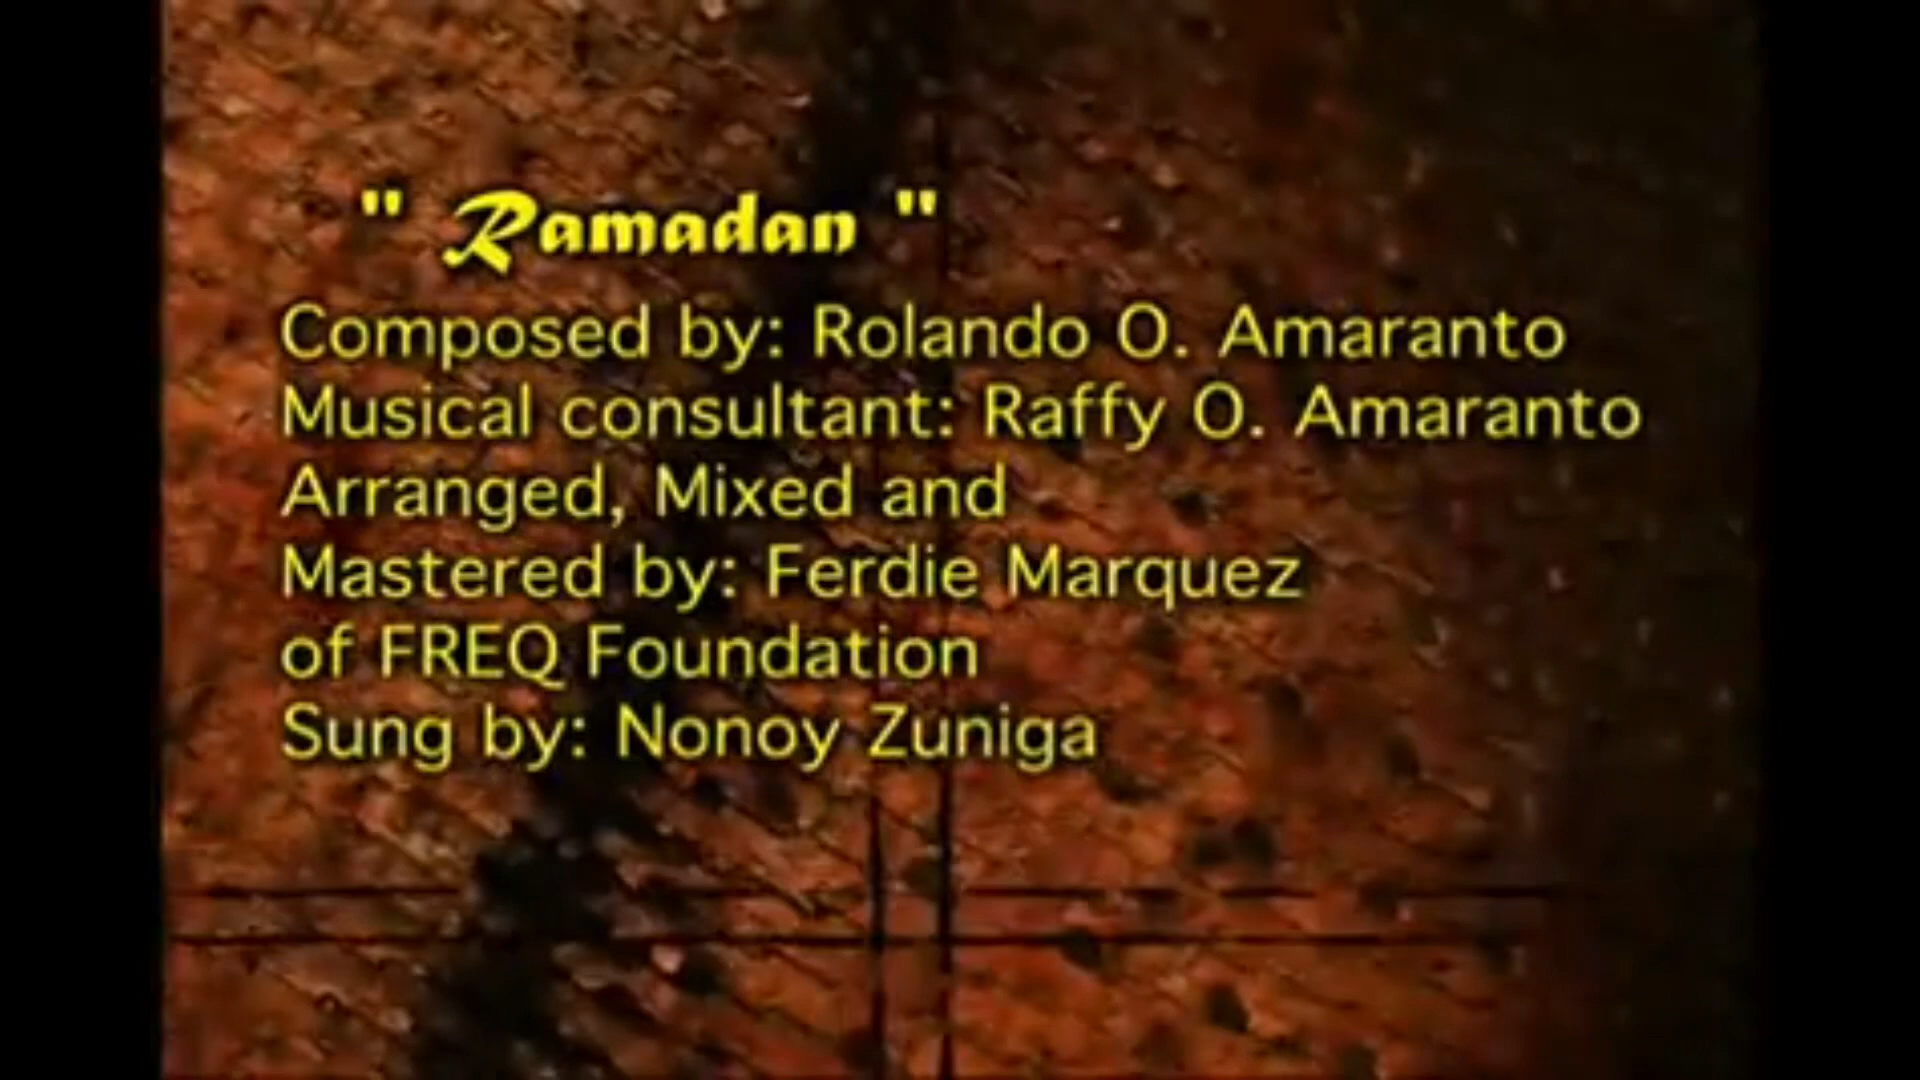 " Ramadan "
Composed by: Rolando O. Amaranto
Musical consultant: Raffy O. Amaranto
Arranged, Mixed and
Mastered by: Ferdie Marquez
of FREQ Foundation
Sung by: Nonoy Zuniga